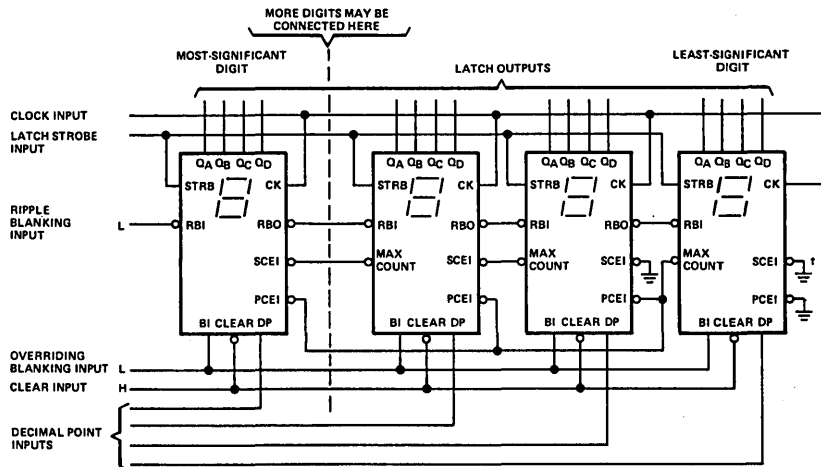 MORE DIGITS MAY BE
CONNECTED HERE
MOST-SIGNIFICANT
DIGIT
LATCH OUTPUTS
LEAST-SIGNIFICANT
DIGIT
CLOCK INPUT
LATCH STROBE
INPUT
QA QB QC QD
STRB CK
QA QB QC QD
STRB CK
QA QB QC QD
STRB CK
QA QB QC QD
STRB CK
RIPPLE
BLANKING
INPUT
L
RBI RBO
RBI RBO
RBI RBO
RBI
SCEI
MAX
COUNT
SCEI
MAX
COUNT
SCEI
MAX
COUNT
SCEI
†
PCEI
PCEI
PCEI
PCEI
BI CLEAR DP
BI CLEAR DP
BI CLEAR DP
BI CLEAR DP
OVERRIDING
BLANKING INPUT L
CLEAR INPUT H
DECIMAL POINT
INPUTS